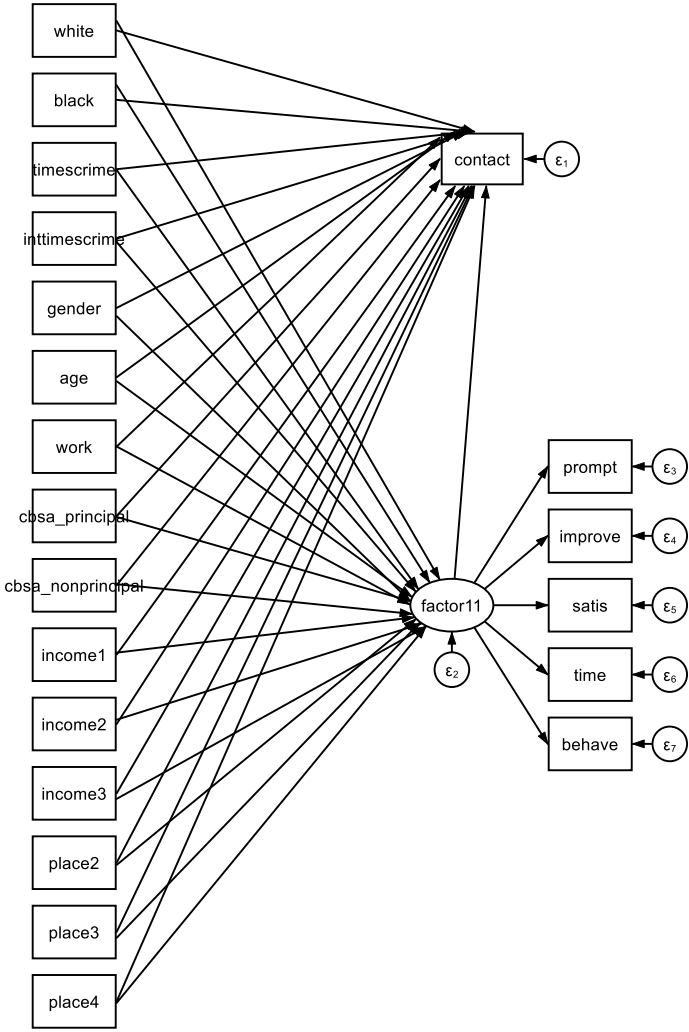 white
black
timescrime
inttimescrime
gender
age
work
cbsa_principal
cbsa_nonprincipal
income1
income2
income3
place2
place3
place4
contact
ε₁
factor11
ε₂
prompt
ε₃
improve
ε₄
satis
ε₅
time
ε₆
behave
ε₇